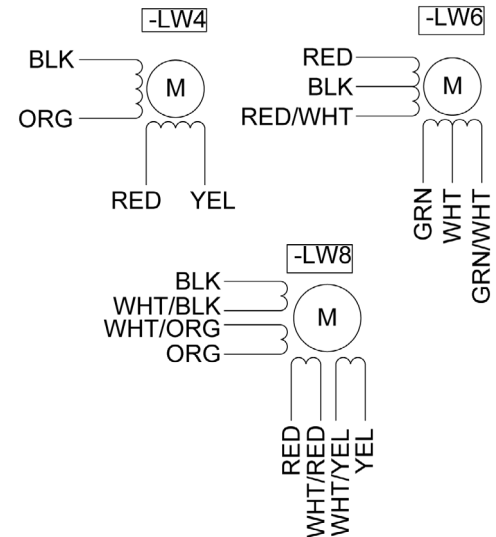 -LW4
BLK
M
ORG
RED YEL
-LW6
RED
BLK
M
RED/WHT
GRN
WHT
GRN/WHT
-LW8
BLK
WHT/BLK
M
WHT/ORG
ORG
RED
WHT/RED
WHT/YEL
YEL